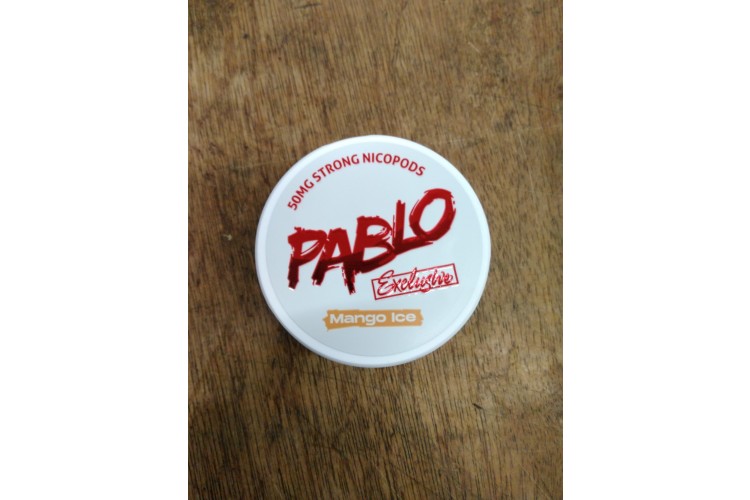 50MG STRONG NICOPODS
PABLO
Exclusive
Mango Ice